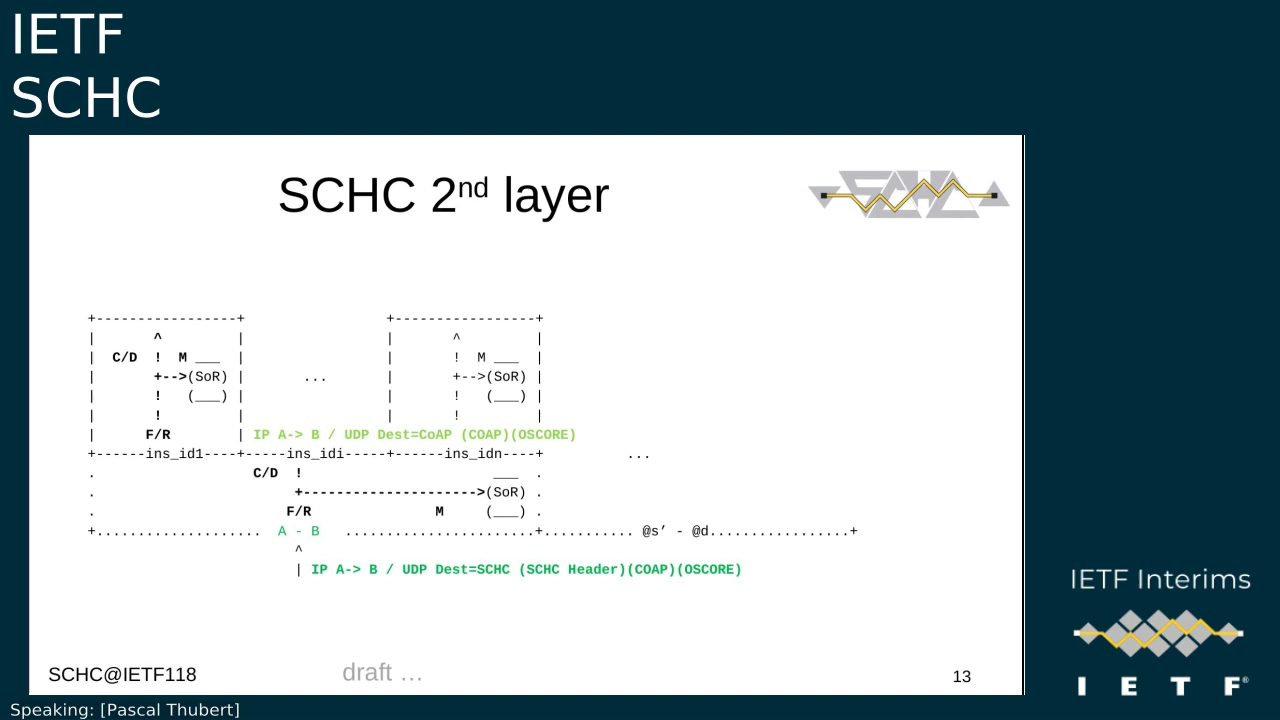 IETF
SCHC
SCHC 2nd layer
SCHC
+-----------------+                 +-----------------+
|       ^         |                 |       ^         |
|  C/D  !  M ___  |                 |       !  M ___  |
|       +-->(SoR) |       ...       |       +-->(SoR) |
|       !   (___) |                 |       !   (___) |
|       !         |                 |       !         |
|      F/R        | IP A-> B / UDP Dest=CoAP (COAP)(OSCORE)
+------ins_id1----+-----ins_idi-----+------ins_idn----+          ...
.                   C/D  !                       ___  .
.                        +--------------------->(SoR) .
.                       F/R               M     (___) .
+....................  A - B   .......................+........... @s’ - @d.................+
^
| IP A-> B / UDP Dest=SCHC (SCHC Header)(COAP)(OSCORE)
SCHC@IETF118
draft …
13
IETF Interims
I E T F®
Speaking: [Pascal Thubert]